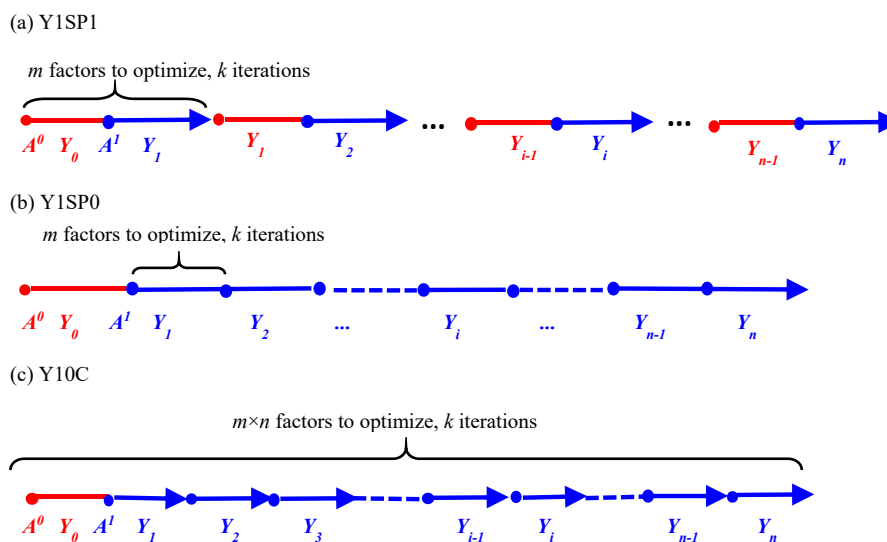 (a) Y1SP1
m factors to optimize, k iterations
... ...
A⁰ Y₀ A¹ Y₁ Y₁ Y₂ Yᵢ₋₁ Yᵢ Yₙ₋₁ Yₙ
(b) Y1SP0
m factors to optimize, k iterations
A⁰ Y₀ A¹ Y₁ Y₂ ... Yᵢ ... Yₙ₋₁ Yₙ
(c) Y10C
m×n factors to optimize, k iterations
A⁰ Y₀ A¹ Y₁ Y₂ Y₃ Yᵢ₋₁ Yᵢ Yₙ₋₁ Yₙ